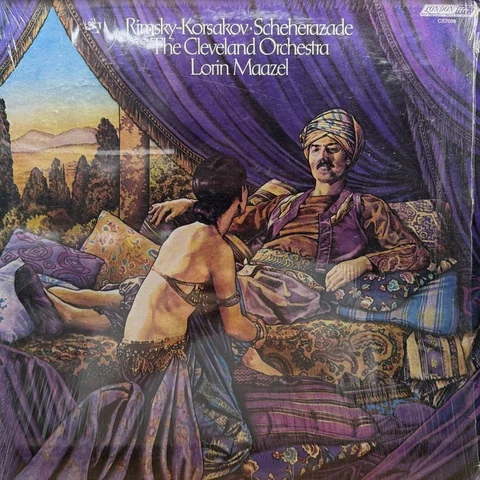 Rimsky-Korsakov·Scheherazade
The Cleveland Orchestra
Lorin Maazel
LONDON